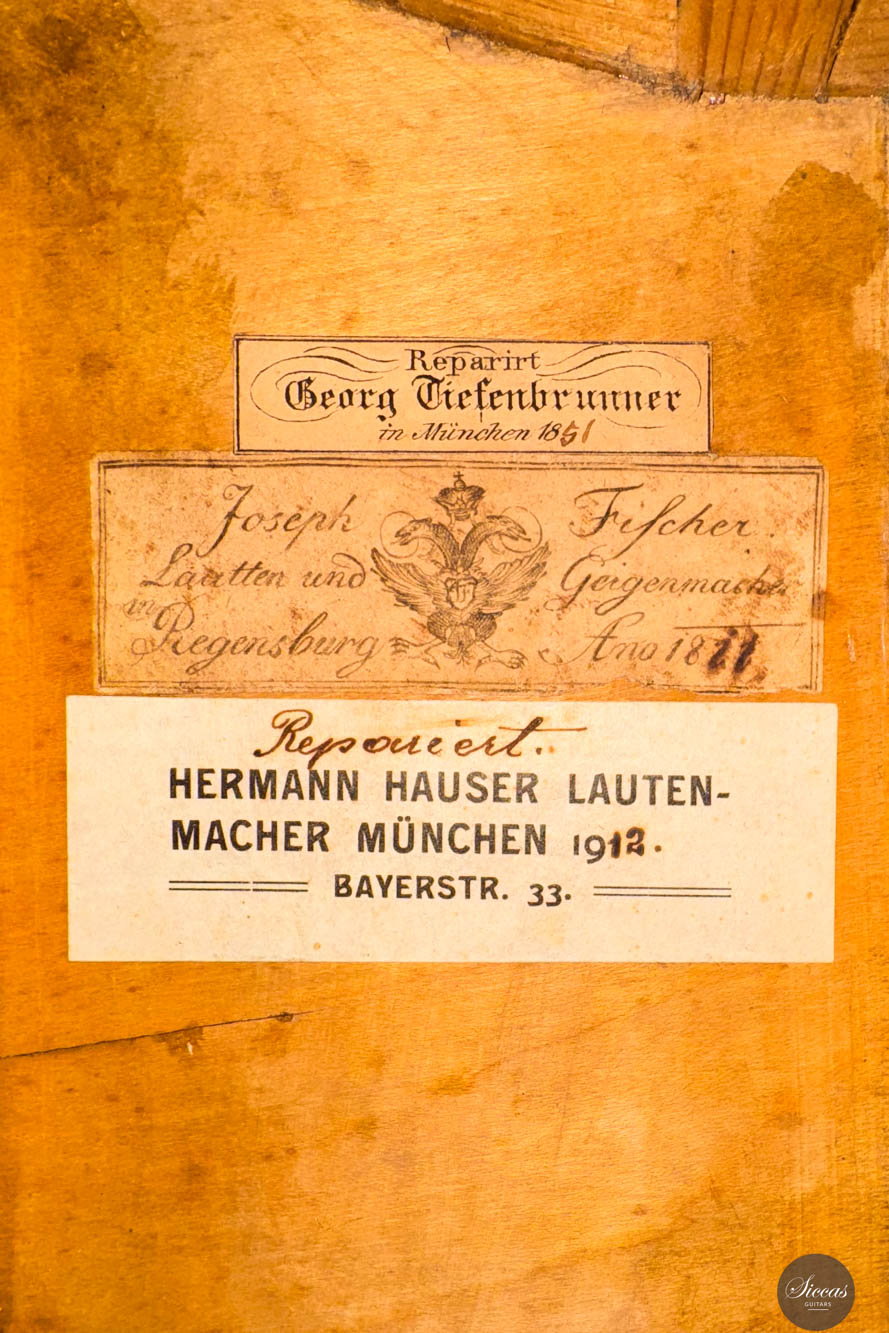 Reparirt
Georg Tiefenbrunner
in München 1851
Joseph Fiſcher.
Lautten und Geigenmacher
in
Regensburg Ano 1811
Repariert.
HERMANN HAUSER LAUTEN-
MACHER MÜNCHEN 1912.
BAYERSTR. 33.
Siccas
GUITARS